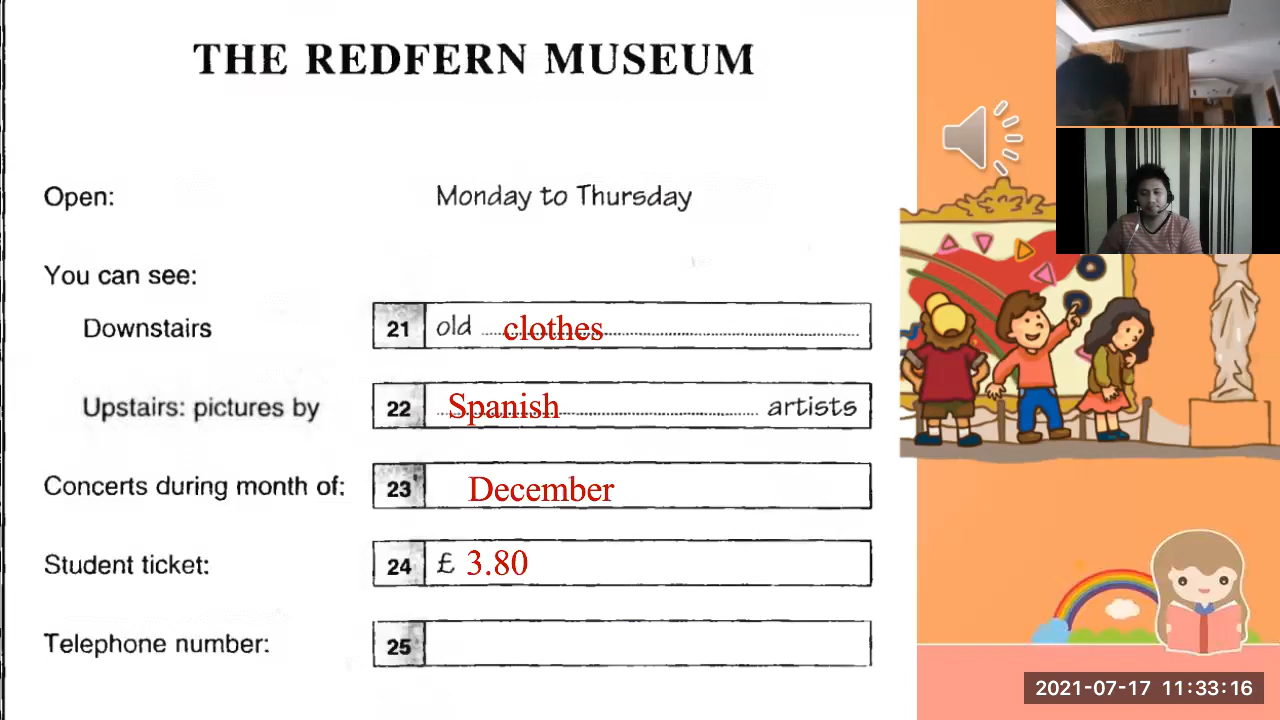 THE REDFERN MUSEUM
Open: Monday to Thursday
You can see:
Downstairs 21 old clothes
Upstairs: pictures by 22 Spanish artists
Concerts during month of: 23 December
Student ticket: 24 £ 3.80
Telephone number: 25
2021-07-17 11:33:16